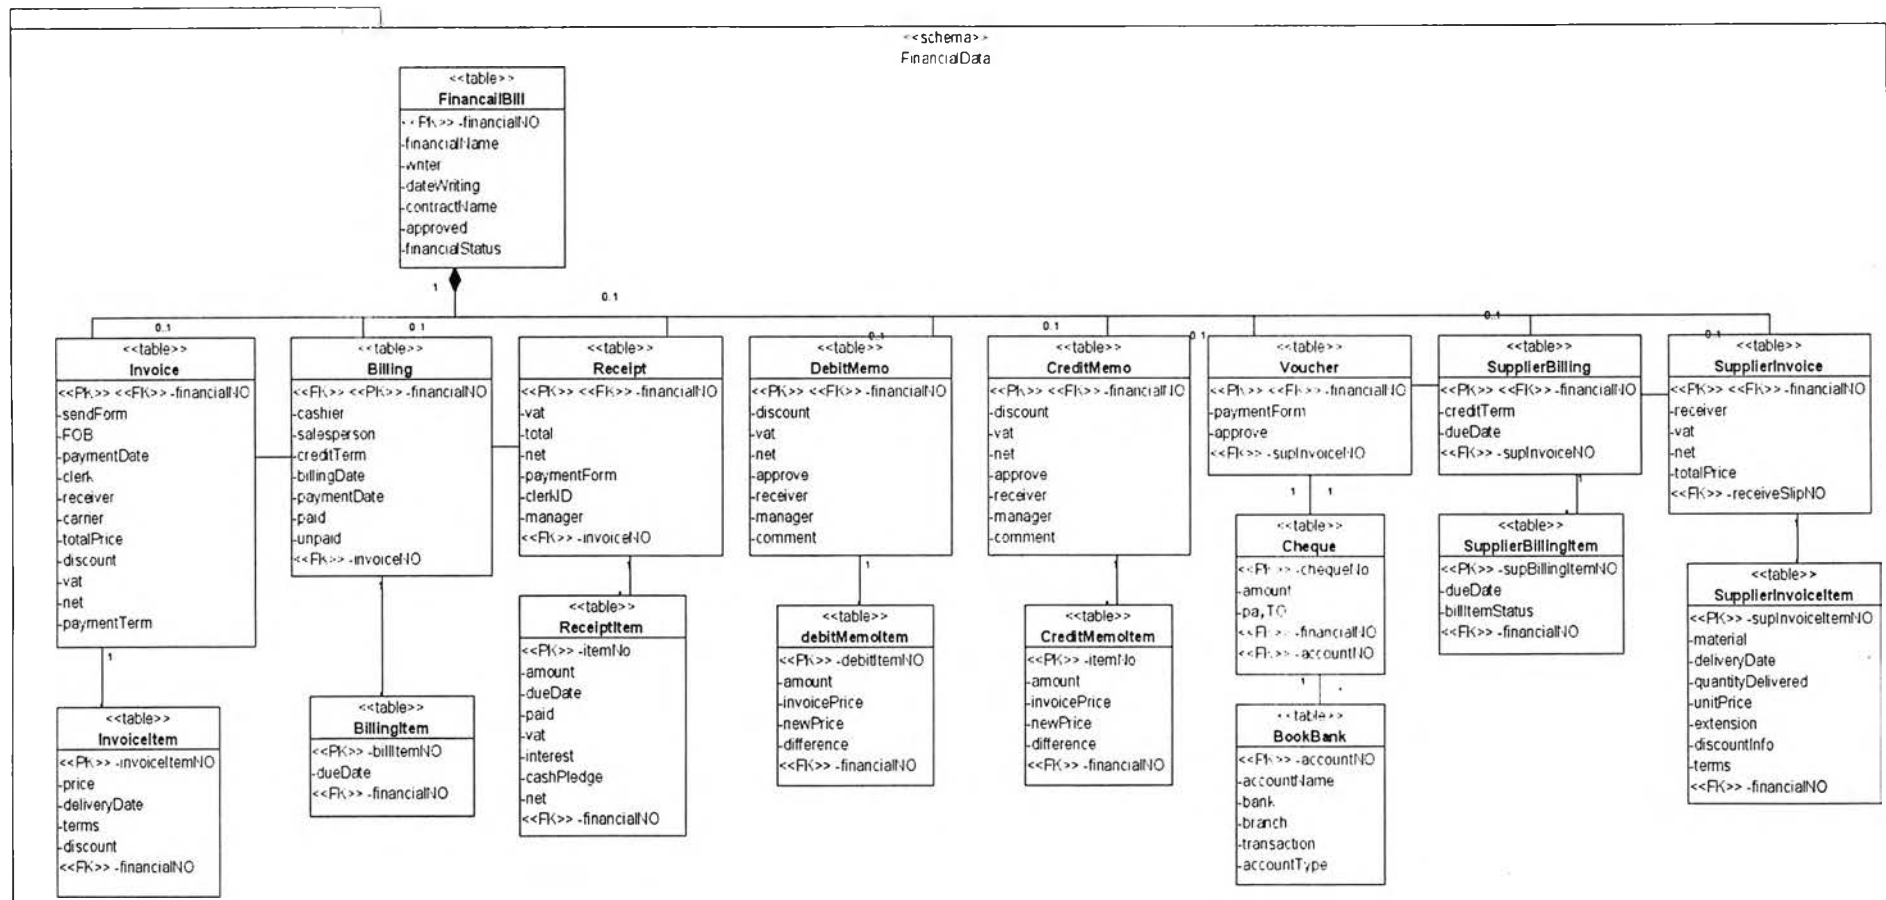 <<schema>>
FinancialData
<<table>>
FinancailBill
<<PK>> -financialNO
-financialName
-writer
-dateWriting
-contractName
-approved
-financialStatus
1
0..1
0..1
0..1
0..1
0..1
0..1
0..1
0..1
<<table>>
Invoice
<<PK>> <<FK>> -financialNO
-sendForm
-FOB
-paymentDate
-clerk
-receiver
-carrier
-totalPrice
-discount
-vat
-net
-paymentTerm
1
<<table>>
Billing
<<FK>> <<PK>> -financialNO
-cashier
-salesperson
-creditTerm
-billingDate
-paymentDate
-paid
-unpaid
<<FK>> -invoiceNO
1
<<table>>
Receipt
<<PK>> <<FK>> -financialNO
-vat
-total
-net
-paymentForm
-clerkID
-manager
<<FK>> -invoiceNO
1
<<table>>
DebitMemo
<<PK>> <<FK>> -financialNO
-discount
-vat
-net
-approve
-receiver
-manager
-comment
1
<<table>>
CreditMemo
<<PK>> <<FK>> -financialNO
-discount
-vat
-net
-approve
-receiver
-manager
-comment
1
<<table>>
Voucher
<<PK>> <<FK>> -financialNO
-paymentForm
-approve
<<FK>> -supInvoiceNO
1
1
<<table>>
SupplierBilling
<<PK>> <<FK>> -financialNO
-creditTerm
-dueDate
<<FK>> -supInvoiceNO
1
<<table>>
SupplierInvoice
<<PK>> <<FK>> -financialNO
-receiver
-vat
-net
-totalPrice
<<FK>> -receiveSlipNO
1
<<table>>
InvoiceItem
<<PK>> -invoiceItemNO
-price
-deliveryDate
-terms
-discount
<<FK>> -financialNO
<<table>>
BillingItem
<<PK>> -billItemNO
-dueDate
<<FK>> -financialNO
<<table>>
ReceiptItem
<<PK>> -itemNo
-amount
-dueDate
-paid
-vat
-interest
-cashPledge
-net
<<FK>> -financialNO
<<table>>
debitMemoItem
<<PK>> -debitItemNO
-amount
-invoicePrice
-newPrice
-difference
<<FK>> -financialNO
<<table>>
CreditMemoItem
<<PK>> -itemNo
-amount
-invoicePrice
-newPrice
-difference
<<FK>> -financialNO
<<table>>
Cheque
<<PK>> -chequeNo
-amount
-payTO
<<FK>> -financialNO
<<FK>> -accountNO
1
<<table>>
BookBank
<<PK>> -accountNO
-accountName
-bank
-branch
-transaction
-accountType
<<table>>
SupplierBillingItem
<<PK>> -supBillingItemNO
-dueDate
-billItemStatus
<<FK>> -financialNO
<<table>>
SupplierInvoiceItem
<<PK>> -supInvoiceItemNO
-material
-deliveryDate
-quantityDelivered
-unitPrice
-extension
-discountInfo
-terms
<<FK>> -financialNO